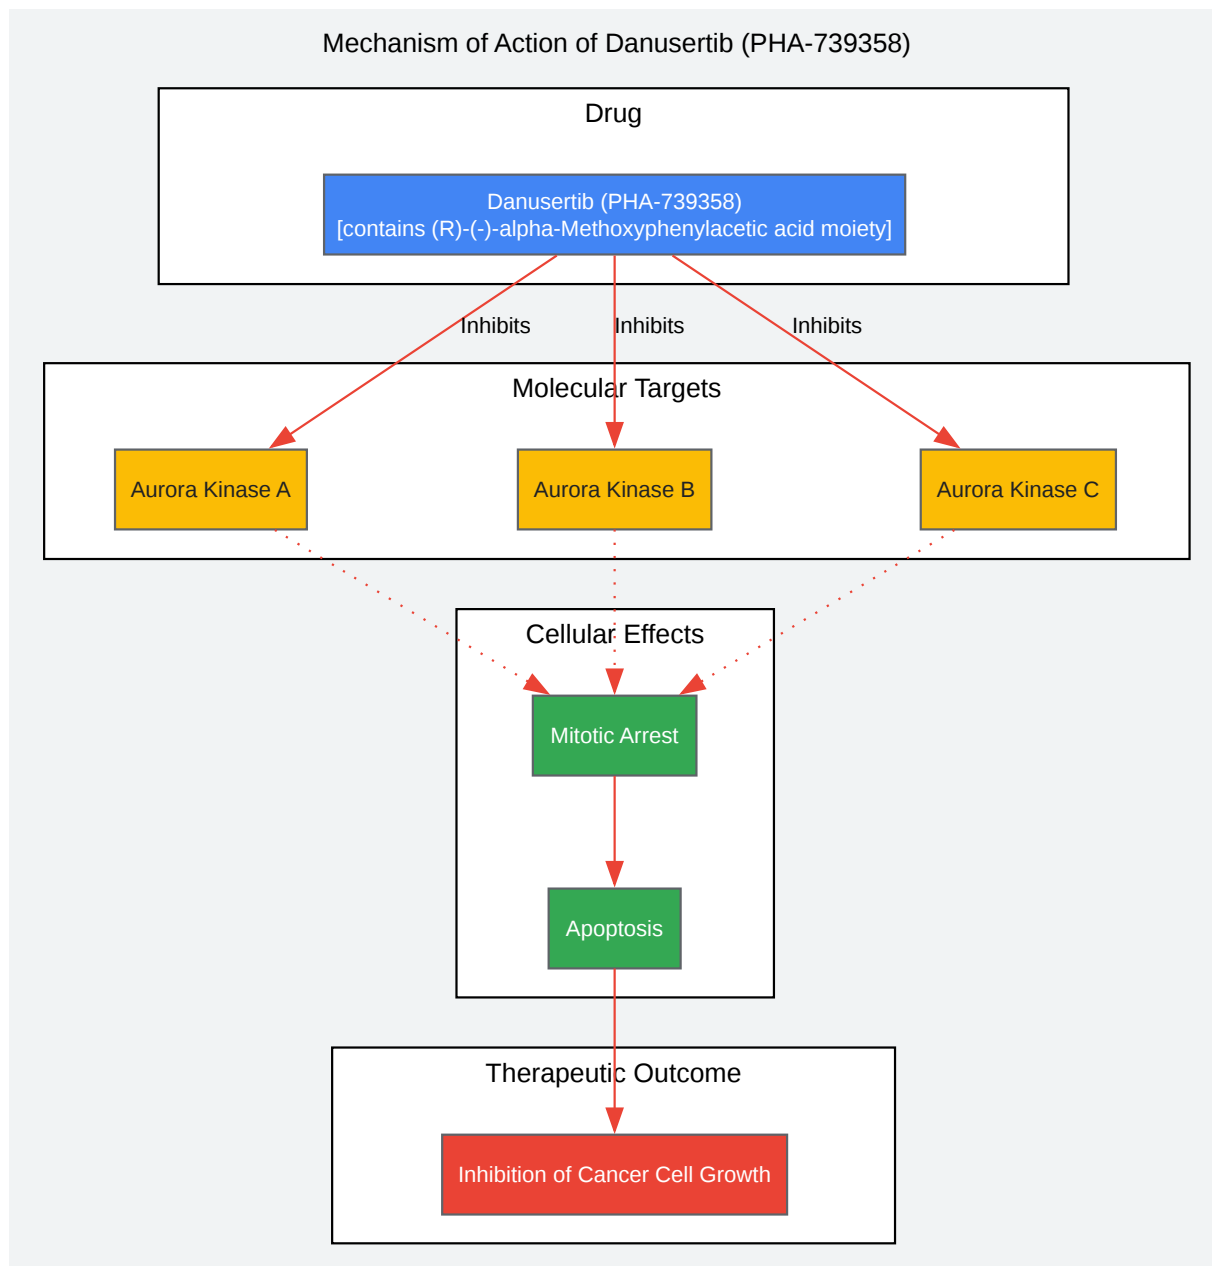 Mechanism of Action of Danusertib (PHA-739358)
Drug
Danusertib (PHA-739358)
[contains (R)-(-)-alpha-Methoxyphenylacetic acid moiety]
Inhibits
Inhibits
Inhibits
Molecular Targets
Aurora Kinase A
Aurora Kinase B
Aurora Kinase C
Cellular Effects
Mitotic Arrest
Apoptosis
Therapeutic Outcome
Inhibition of Cancer Cell Growth